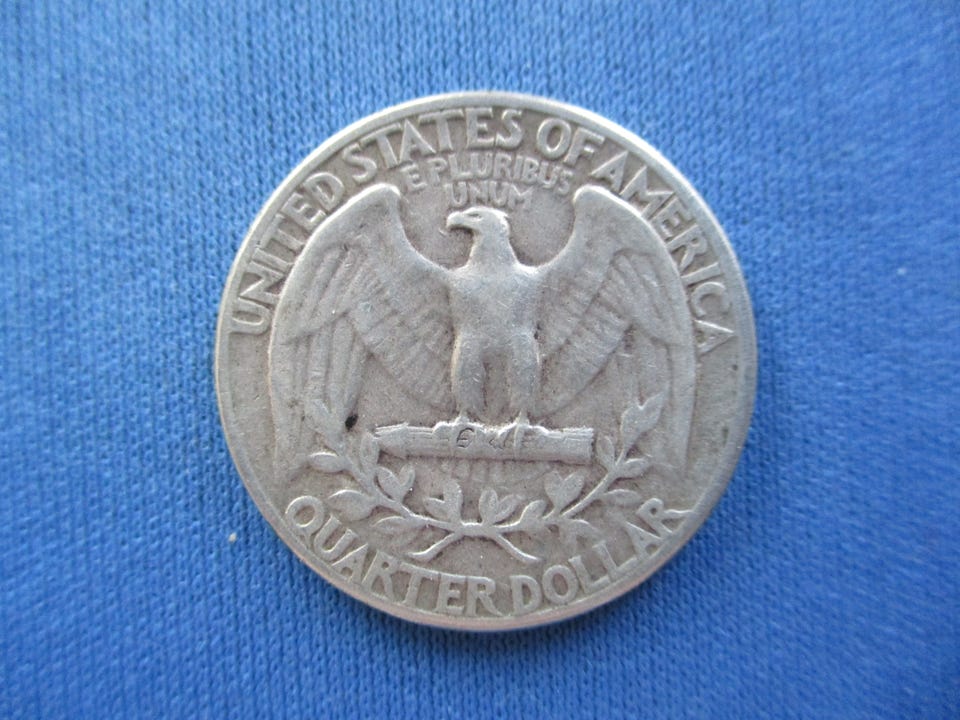 UNITED STATES OF AMERICA
E PLURIBUS
UNUM
QUARTER DOLLAR